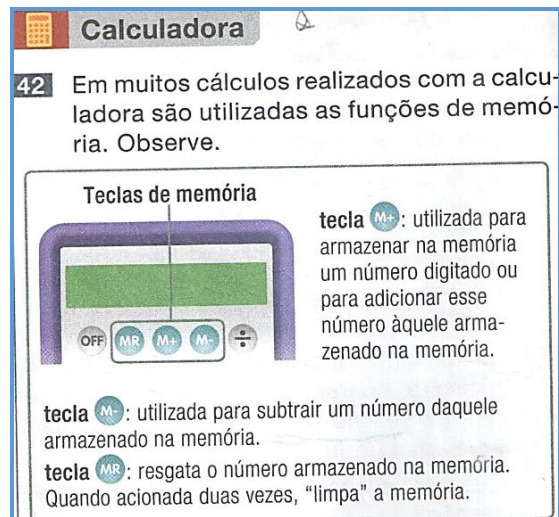 Calculadora
42 Em muitos cálculos realizados com a calcu-
ladora são utilizadas as funções de memó-
ria. Observe.
Teclas de memória
OFF MR M+ M- ÷
tecla M+: utilizada para
armazenar na memória
um número digitado ou
para adicionar esse
número àquele arma-
zenado na memória.
tecla M-: utilizada para subtrair um número daquele
armazenado na memória.
tecla MR: resgata o número armazenado na memória.
Quando acionada duas vezes, “limpa” a memória.